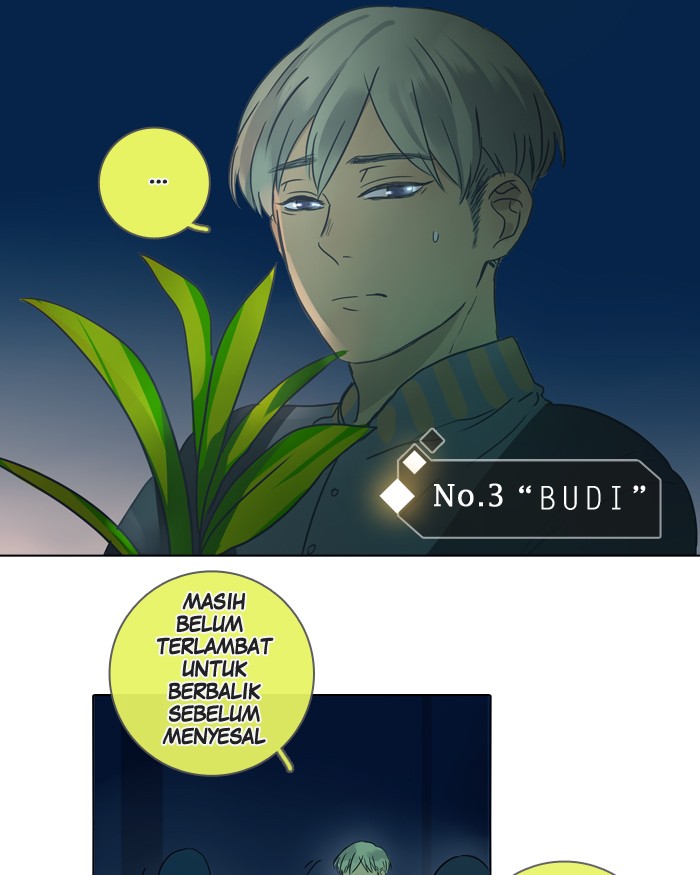 ...
No.3 “BUDI”
MASIH
BELUM
TERLAMBAT
UNTUK
BERBALIK
SEBELUM
MENYESAL